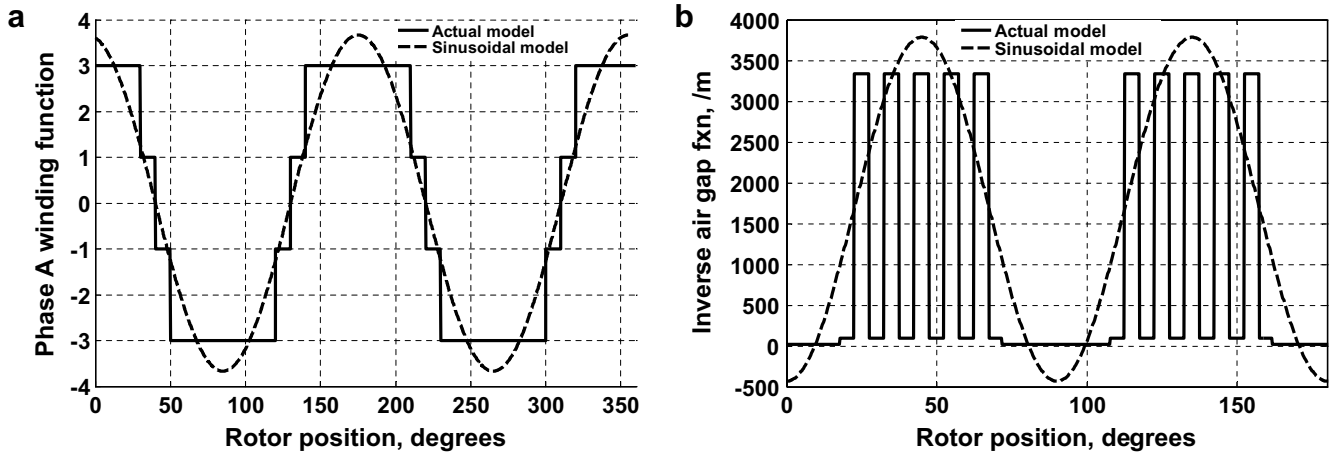 a
Actual model
Sinusoidal model
Phase A winding function
4
3
2
1
0
-1
-2
-3
-4
0 50 100 150 200 250 300 350
Rotor position, degrees
b
Actual model
Sinusoidal model
Inverse air gap fxn, /m
4000
3500
3000
2500
2000
1500
1000
500
0
-500
0 50 100 150
Rotor position, degrees